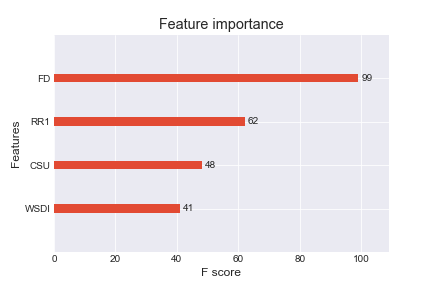 Feature importance
FD 99
RR1 62
CSU 48
WSDI 41
0 20 40 60 80 100
F score
Features